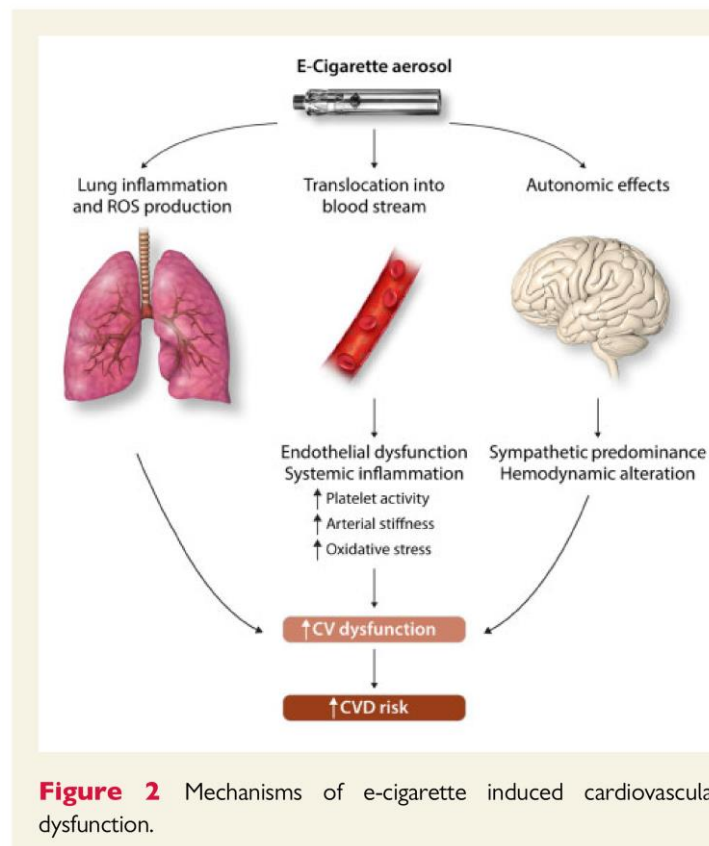 E-Cigarette aerosol
Lung inflammation
and ROS production
Translocation into
blood stream
Autonomic effects
Endothelial dysfunction
Systemic inflammation
↑ Platelet activity
↑ Arterial stiffness
↑ Oxidative stress
Sympathetic predominance
Hemodynamic alteration
↑CV dysfunction
↑CVD risk
Figure 2 Mechanisms of e-cigarette induced cardiovascula
dysfunction.